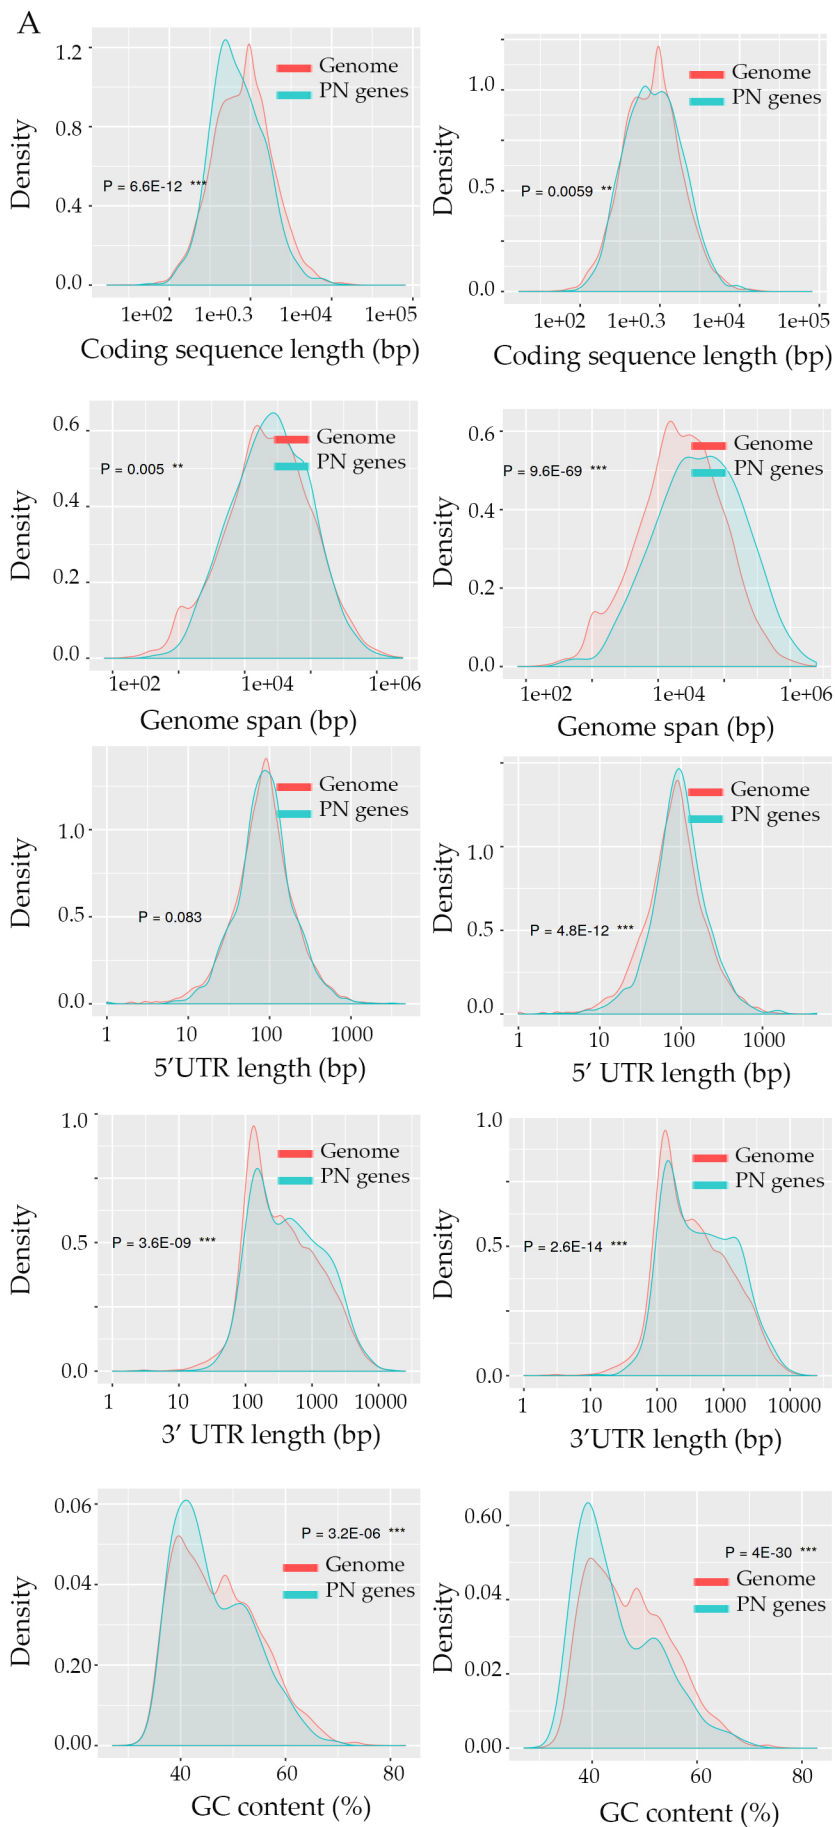 A
1.2
0.8
0.4
0.0
Density
Genome
PN genes
P = 6.6E-12 ***
1e+02
1e+0.3
1e+04
1e+05
Coding sequence length (bp)
1.0
0.5
0.0
Density
Genome
PN genes
P = 0.0059 **
1e+02
1e+0.3
1e+04
1e+05
Coding sequence length (bp)
0.6
0.4
0.2
0.0
Density
Genome
PN genes
P = 0.005 **
1e+02
1e+04
1e+06
Genome span (bp)
0.6
0.4
0.2
0.0
Density
Genome
PN genes
P = 9.6E-69 ***
1e+02
1e+04
1e+06
Genome span (bp)
1.0
0.5
0.0
Density
Genome
PN genes
P = 0.083
1
10
100
1000
5'UTR length (bp)
1.0
0.5
0.0
Density
Genome
PN genes
P = 4.8E-12 ***
1
10
100
1000
5' UTR length (bp)
1.0
0.5
0.0
Density
Genome
PN genes
P = 3.6E-09 ***
1
10
100
1000
10000
3' UTR length (bp)
1.0
0.5
0.0
Density
Genome
PN genes
P = 2.6E-14 ***
1
10
100
1000
10000
3'UTR length (bp)
0.06
0.04
0.20
0.00
Density
P = 3.2E-06 ***
Genome
PN genes
40
60
80
GC content (%)
0.60
0.04
0.02
0.00
Density
P = 4E-30 ***
Genome
PN genes
40
60
80
GC content (%)